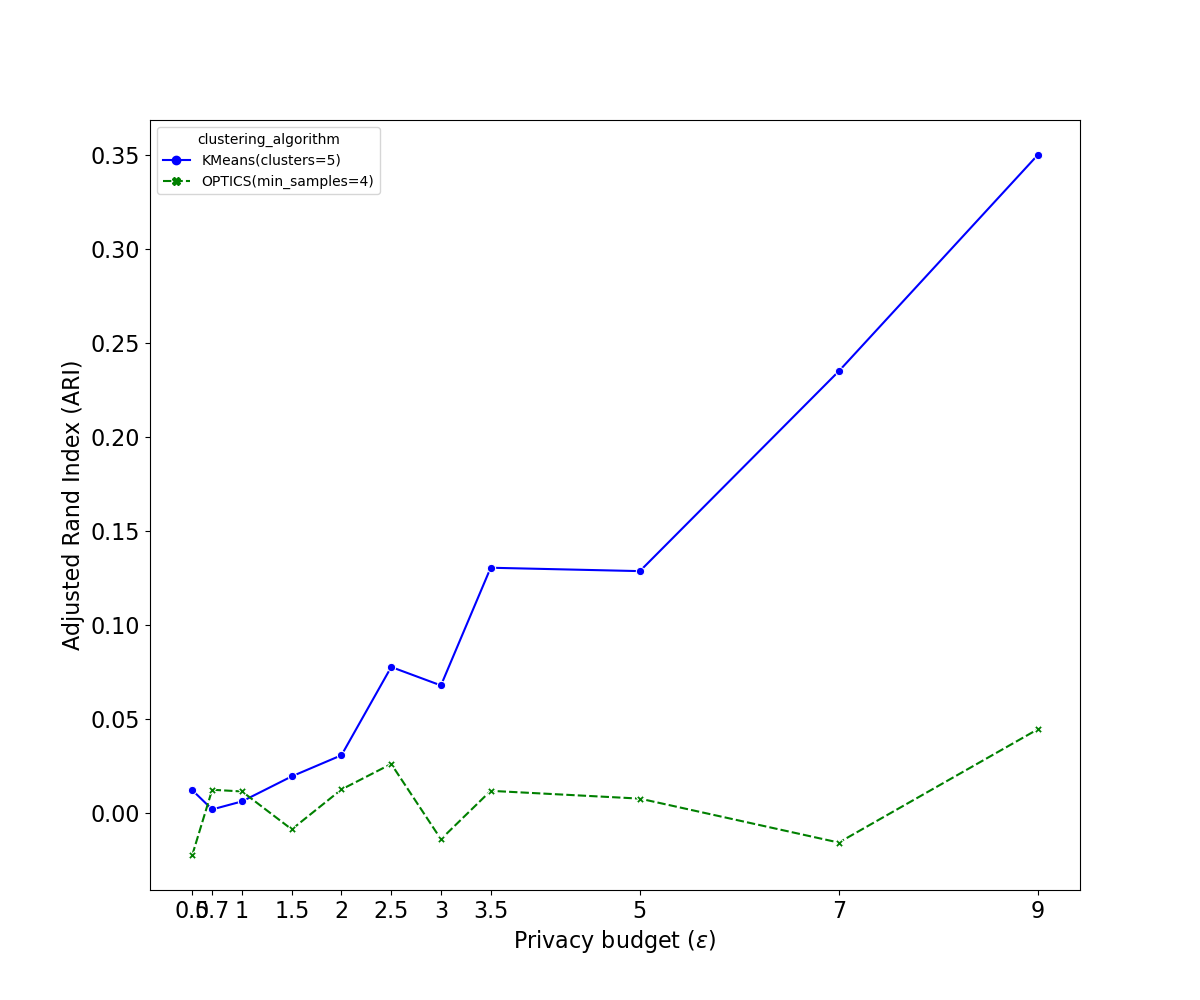 clustering_algorithm
KMeans(clusters=5)
OPTICS(min_samples=4)
0.35
0.30
0.25
0.20
0.15
0.10
0.05
0.00
Adjusted Rand Index (ARI)
0.5 0.7 1 1.5 2 2.5 3 3.5 5 7 9
Privacy budget (ε)